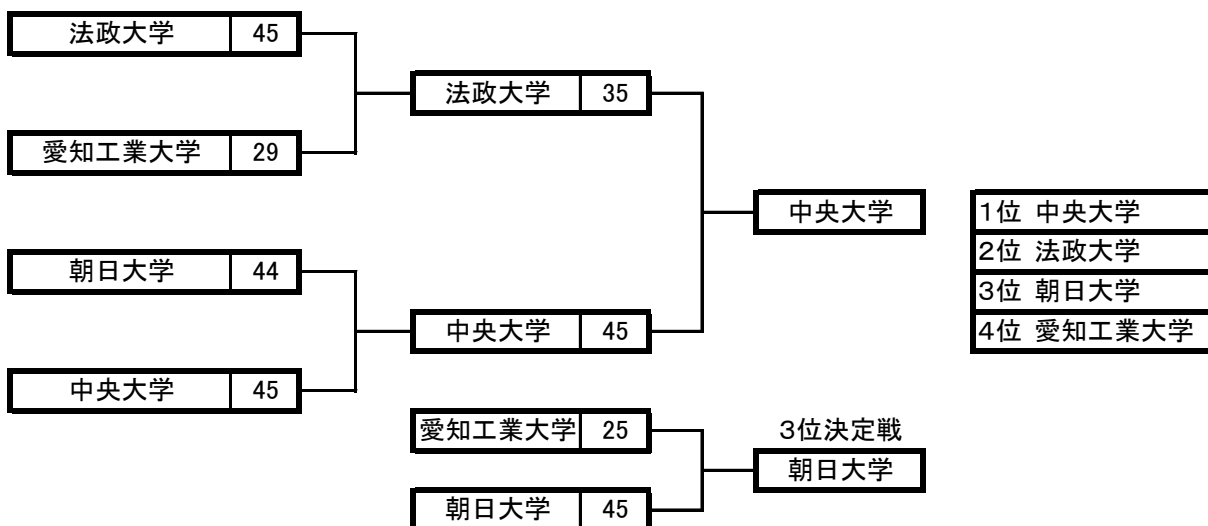 法政大学 45
愛知工業大学 29
朝日大学 44
中央大学 45
法政大学 35
中央大学 45
中央大学
愛知工業大学 25
朝日大学 45
3位決定戦
朝日大学
1位 中央大学
2位 法政大学
3位 朝日大学
4位 愛知工業大学